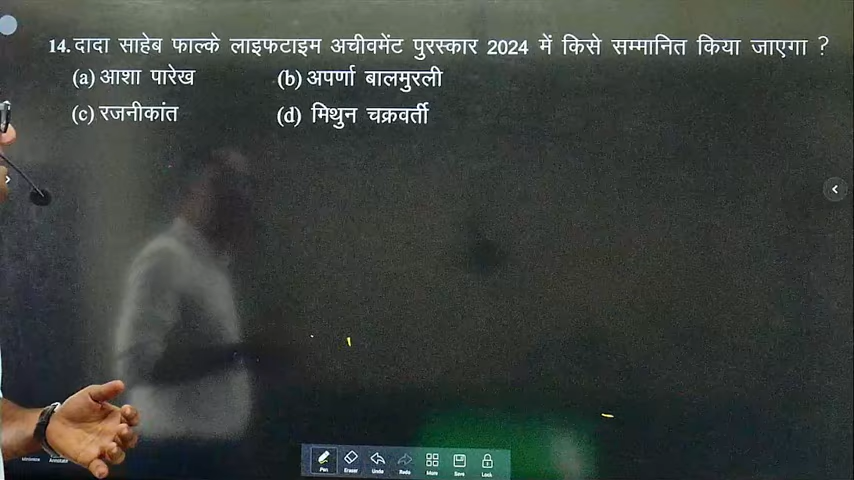 14. दादा साहेब फाल्के लाइफटाइम अचीवमेंट पुरस्कार 2024 में किसे सम्मानित किया जाएगा ?
(a) आशा पारेख (b) अपर्णा बालमुरली
(c) रजनीकांत (d) मिथुन चक्रवर्ती
Pen Eraser Undo Redo More Save Lock